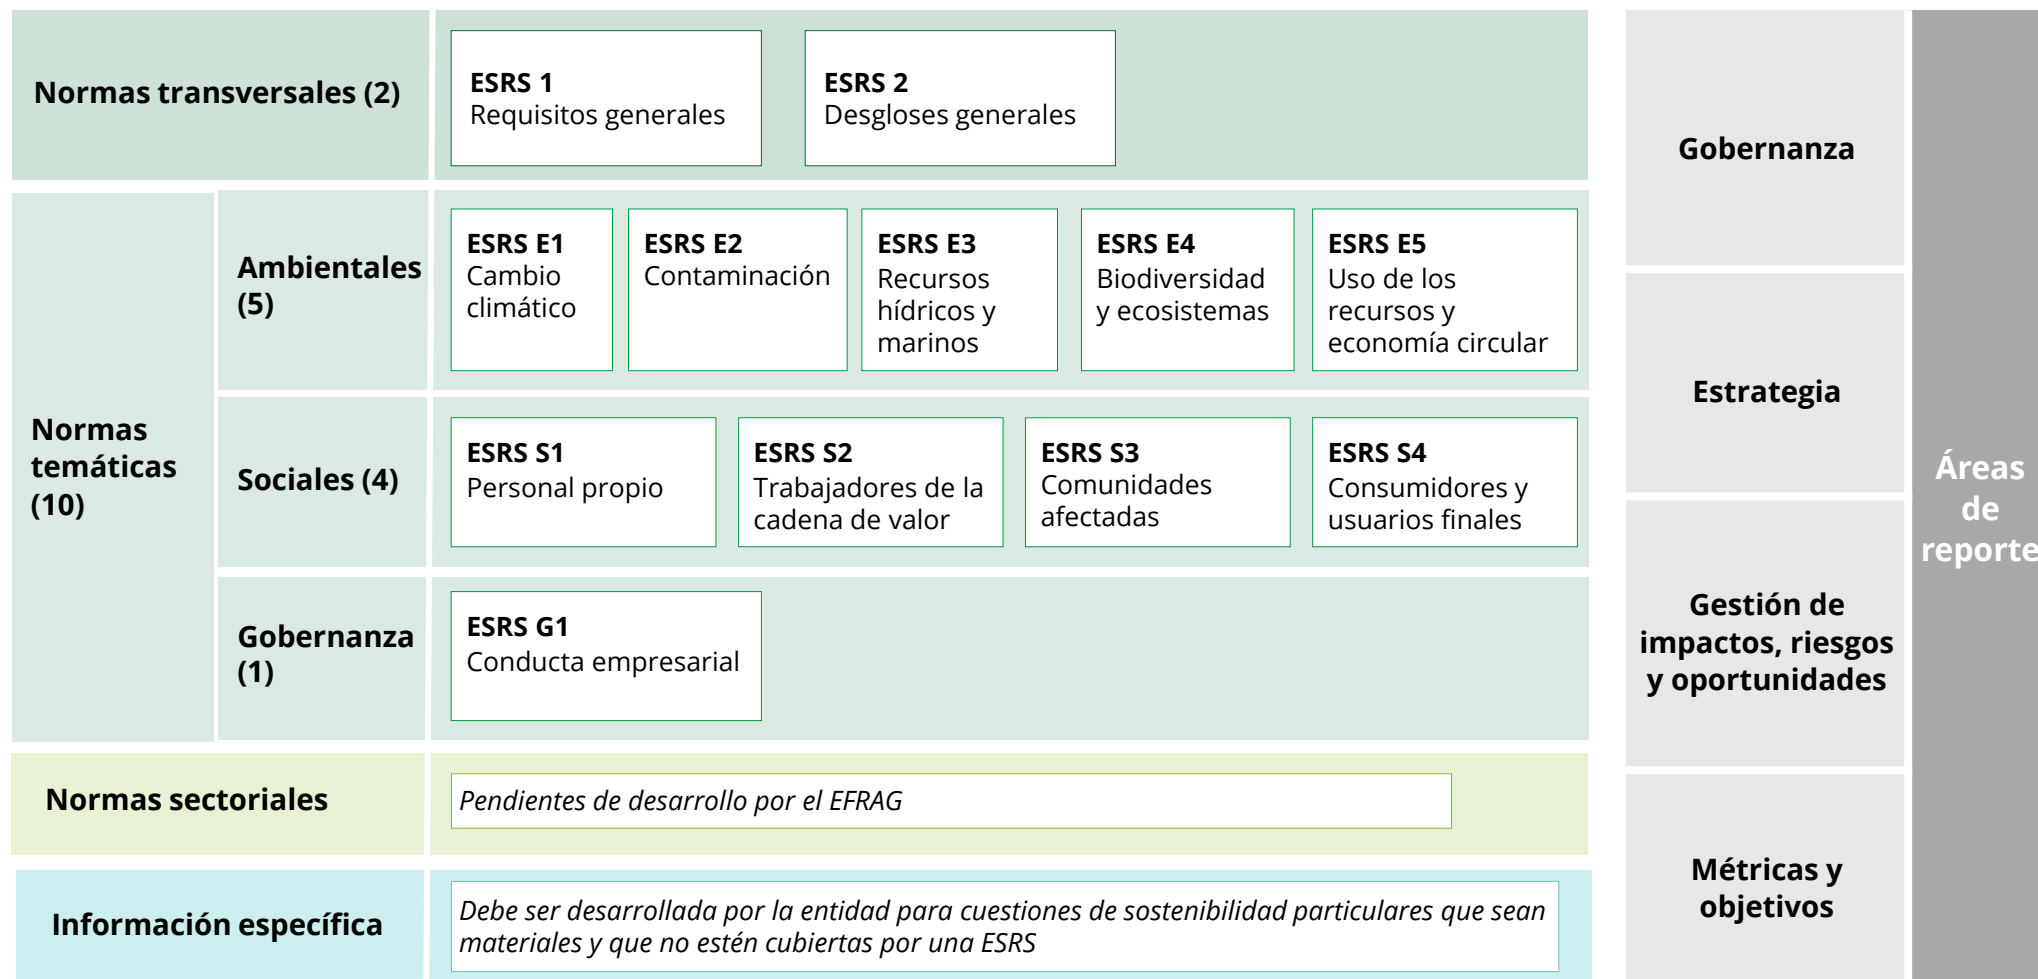 Normas transversales (2)
ESRS 1
Requisitos generales
ESRS 2
Desgloses generales
Normas
temáticas
(10)
Ambientales
(5)
ESRS E1
Cambio
climático
ESRS E2
Contaminación
ESRS E3
Recursos
hídricos y
marinos
ESRS E4
Biodiversidad
y ecosistemas
ESRS E5
Uso de los
recursos y
economía circular
Sociales (4)
ESRS S1
Personal propio
ESRS S2
Trabajadores de la
cadena de valor
ESRS S3
Comunidades
afectadas
ESRS S4
Consumidores y
usuarios finales
Gobernanza
(1)
ESRS G1
Conducta empresarial
Normas sectoriales
Pendientes de desarrollo por el EFRAG
Información específica
Debe ser desarrollada por la entidad para cuestiones de sostenibilidad particulares que sean
materiales y que no estén cubiertas por una ESRS
Gobernanza
Estrategia
Gestión de
impactos, riesgos
y oportunidades
Métricas y
objetivos
Áreas
de
reporte